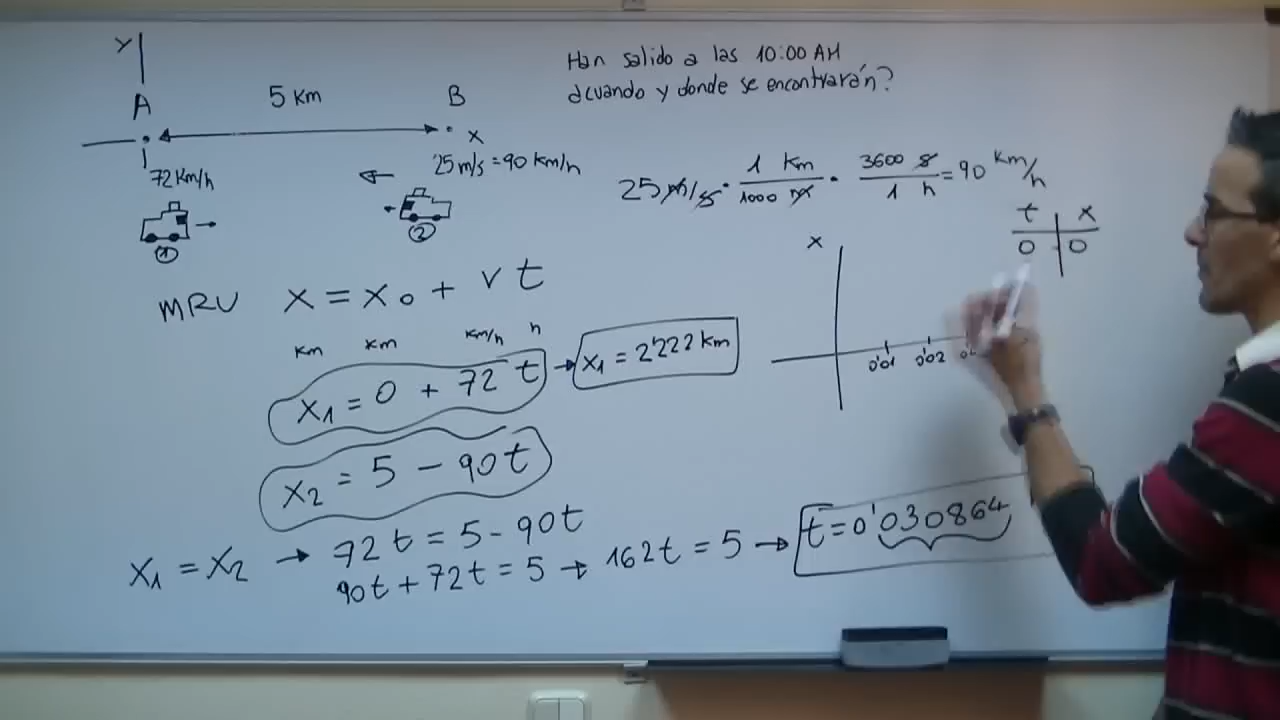 Y
A 5 Km B
x
72 Km/h
25 m/s = 90 Km/h
1
2
Han salido a las 10:00 AM
¿cuando y donde se encontrarán?
25 m/s · 1 Km / 1000 m · 3600 s / 1 h = 90 Km/h
t x
0 0
x
0'01 0'02
MRU x = x₀ + v t
Km Km Km/h h
x₁ = 0 + 72 t → x₁ = 2'222 km
x₂ = 5 - 90t
x₁ = x₂ → 72 t = 5 - 90t
90t + 72t = 5 → 162t = 5 → t = 0'030864